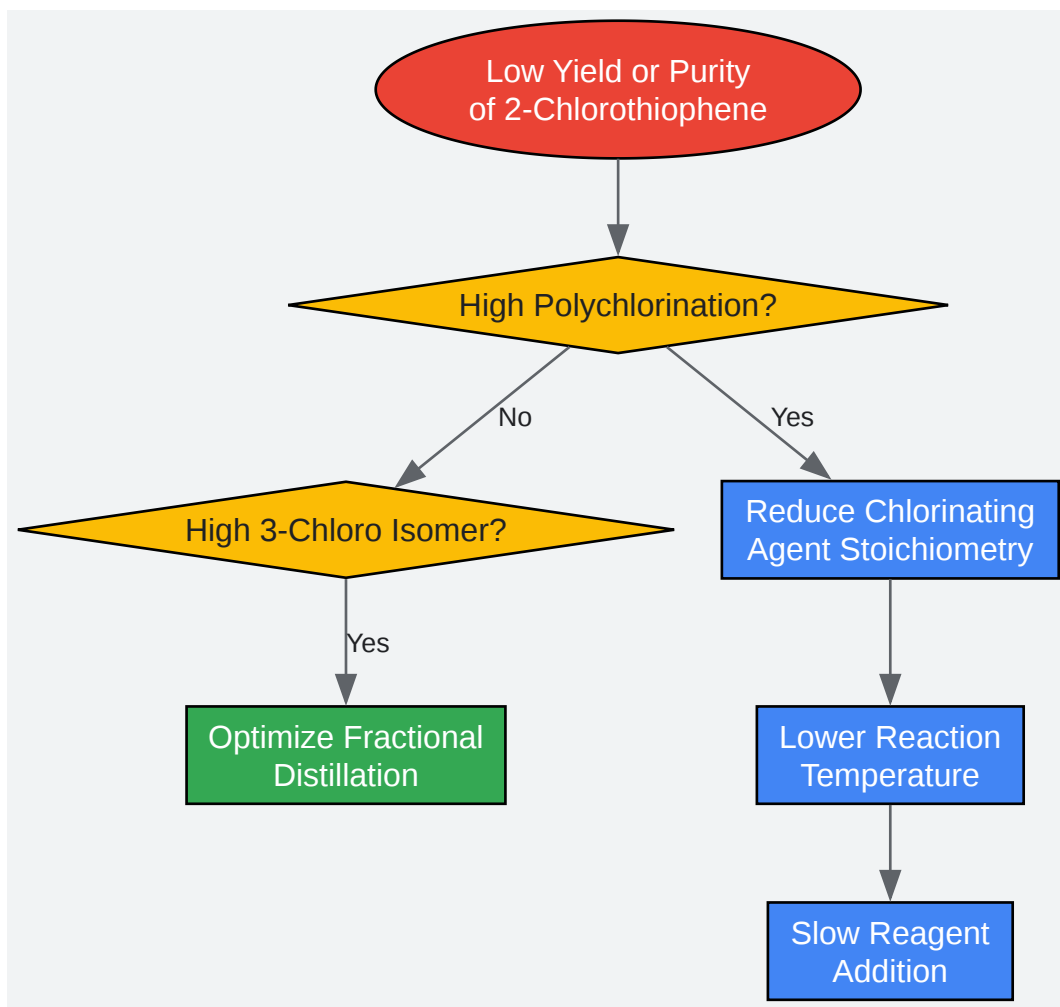 Low Yield or Purity
of 2-Chlorothiophene
High Polychlorination?
No
Yes
High 3-Chloro Isomer?
Reduce Chlorinating
Agent Stoichiometry
Yes
Optimize Fractional
Distillation
Lower Reaction
Temperature
Slow Reagent
Addition